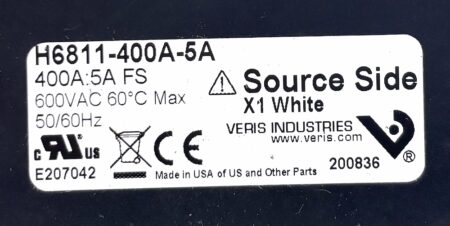 H6811-400A-5A
400A:5A FS
600VAC 60°C Max
50/60Hz
⚠ Source Side
X1 White
VERIS INDUSTRIES
www.veris.com
c RU US
E207042
CE
Made in USA of US and Other Parts
200836
®